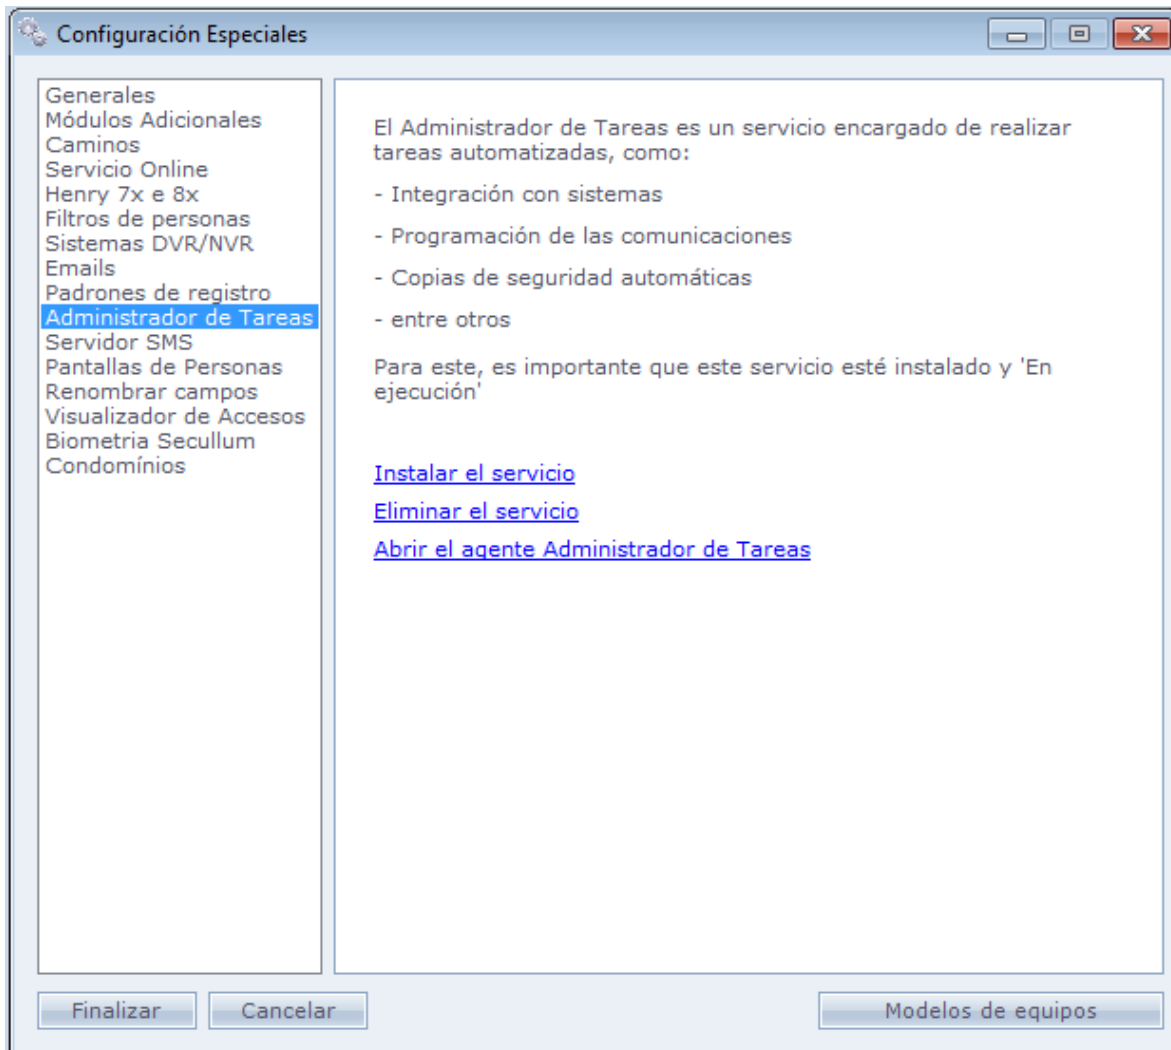 Configuración Especiales
Generales
Módulos Adicionales
Caminos
Servicio Online
Henry 7x e 8x
Filtros de personas
Sistemas DVR/NVR
Emails
Padrones de registro
Administrador de Tareas
Servidor SMS
Pantallas de Personas
Renombrar campos
Visualizador de Accesos
Biometria Secullum
Condomínios
El Administrador de Tareas es un servicio encargado de realizar
tareas automatizadas, como:
- Integración con sistemas
- Programación de las comunicaciones
- Copias de seguridad automáticas
- entre otros
Para este, es importante que este servicio esté instalado y 'En
ejecución'
Instalar el servicio
Eliminar el servicio
Abrir el agente Administrador de Tareas
Finalizar
Cancelar
Modelos de equipos